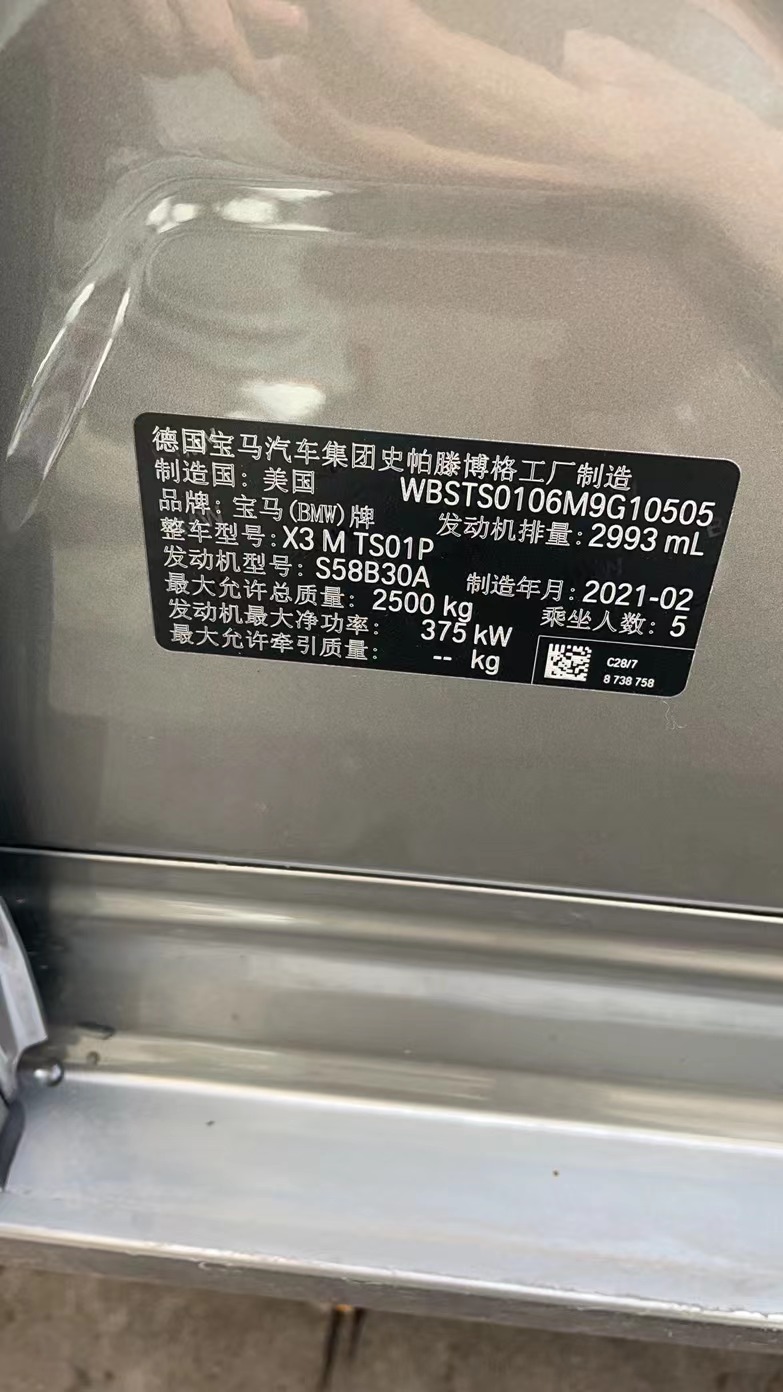 德国宝马汽车集团史帕滕博格工厂制造
制造国：美国 WBSTS0106M9G10505
品牌：宝马(BMW)牌 发动机排量：2993 mL
整车型号：X3 M TS01P
发动机型号：S58B30A 制造年月：2021-02
最大允许总质量：2500 kg 乘坐人数：5
发动机最大净功率：375 kW
最大允许牵引质量：-- kg
C28/7
8 738 758